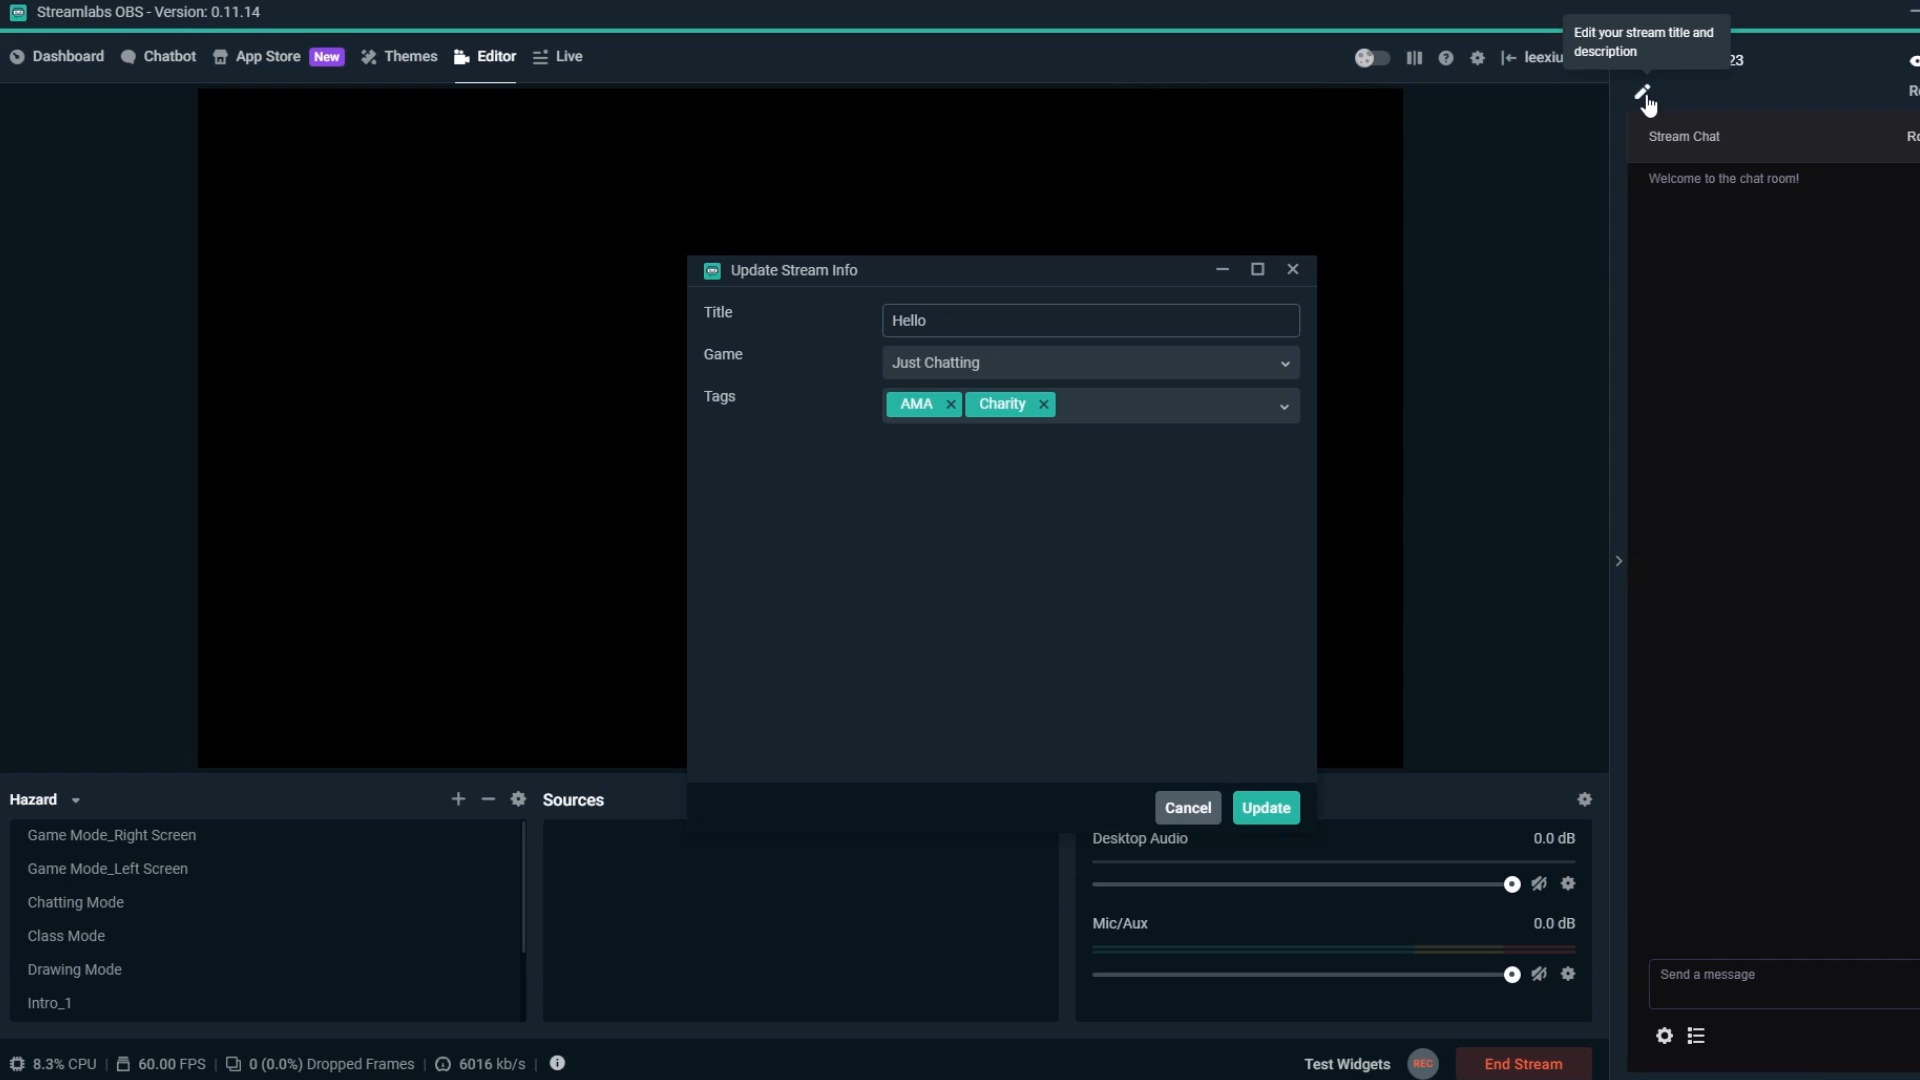 Streamlabs OBS - Version: 0.11.14
Edit your stream title and
description
Dashboard Chatbot App Store New Themes Editor Live
leexiu
23
Stream Chat
Welcome to the chat room!
Update Stream Info
Title
Hello
Game
Just Chatting
Tags
AMA Charity
Cancel Update
Hazard
Game Mode_Right Screen
Game Mode_Left Screen
Chatting Mode
Class Mode
Drawing Mode
Intro_1
Sources
Desktop Audio 0.0 dB
Mic/Aux 0.0 dB
Send a message
8.3% CPU 60.00 FPS 0 (0.0%) Dropped Frames 6016 kb/s
Test Widgets REC End Stream